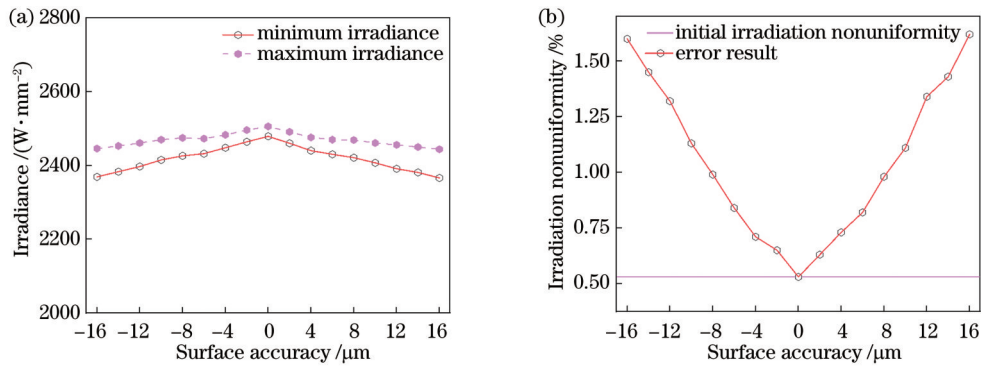 (a)
2800
2600
2400
2200
2000
Irradiance /(W·mm⁻²)
minimum irradiance
maximum irradiance
−16 −12 −8 −4 0 4 8 12 16
Surface accuracy /μm
(b)
1.50
1.25
1.00
0.75
0.50
Irradiation nonuniformity /%
initial irradiation nonuniformity
error result
−16 −12 −8 −4 0 4 8 12 16
Surface accuracy /μm